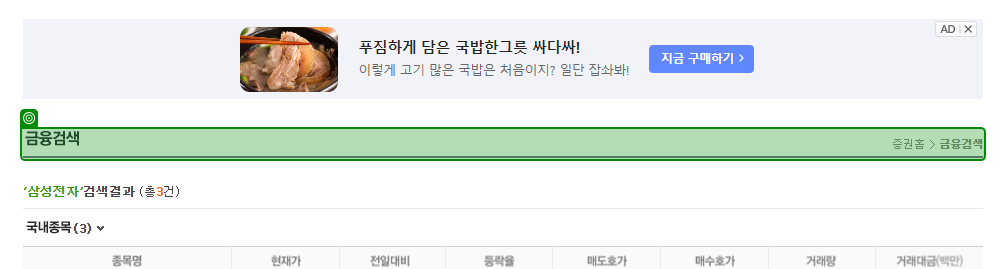 AD
푸짐하게 담은 국밥한그릇 싸다싸!
이렇게 고기 많은 국밥은 처음이지? 일단 잡솨봐!
지금 구매하기 >
금융검색
증권홈 > 금융검색
‘삼성전자’검색결과 (총3건)
국내종목(3)
종목명 현재가 전일대비 등락율 매도호가 매수호가 거래량 거래대금(백만)